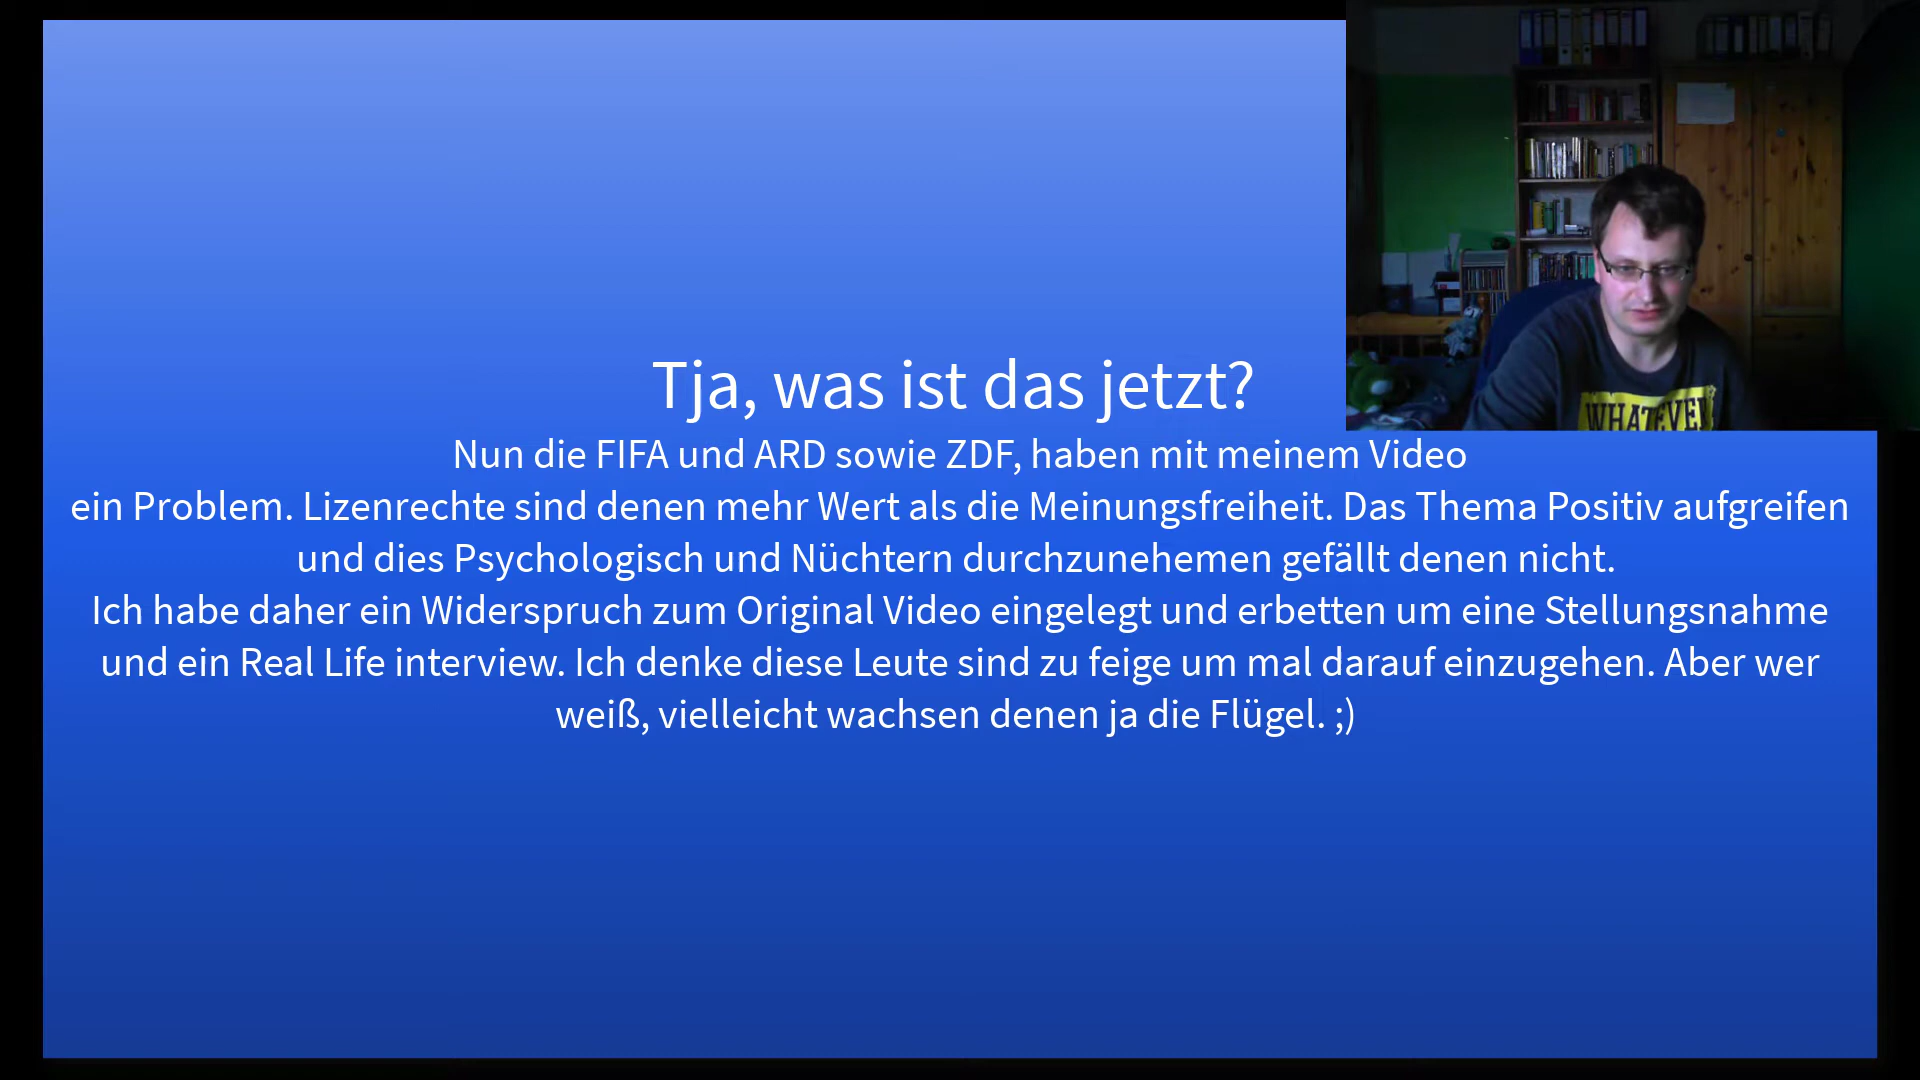 WHATEVER
Tja, was ist das jetzt?
Nun die FIFA und ARD sowie ZDF, haben mit meinem Video
ein Problem. Lizenrechte sind denen mehr Wert als die Meinungsfreiheit. Das Thema Positiv aufgreifen
und dies Psychologisch und Nüchtern durchzunehemen gefällt denen nicht.
Ich habe daher ein Widerspruch zum Original Video eingelegt und erbetten um eine Stellungsnahme
und ein Real Life interview. Ich denke diese Leute sind zu feige um mal darauf einzugehen. Aber wer
weiß, vielleicht wachsen denen ja die Flügel. ;)